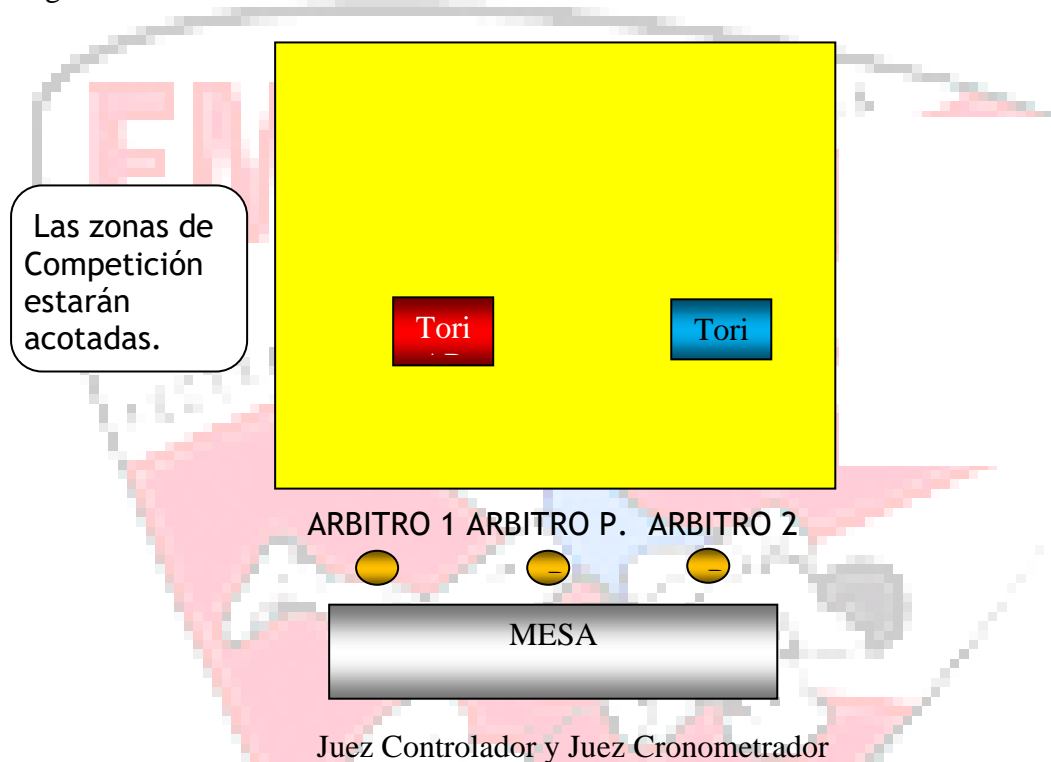 Las zonas de
Competición
estarán
acotadas.
Tori
Tori
ARBITRO 1 ARBITRO P. ARBITRO 2
MESA
Juez Controlador y Juez Cronometrador